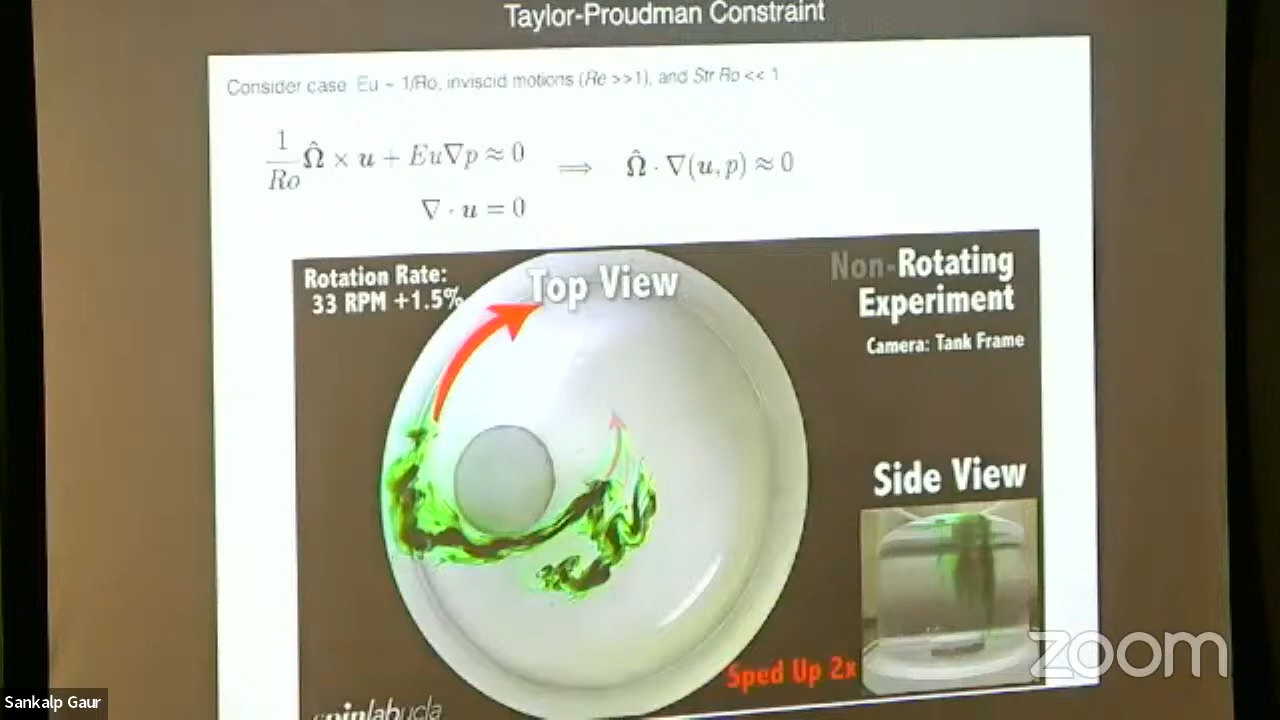 Taylor-Proudman Constraint
Consider case Eu ~ 1/Ro, inviscid motions (Re >>1), and Str Ro << 1
1/Ro Ω̂ × u + Eu∇p ≈ 0 ⟹ Ω̂ · ∇(u, p) ≈ 0
∇ · u = 0
Rotation Rate:
33 RPM +1.5%
Top View
Non-Rotating
Experiment
Camera: Tank Frame
Side View
Sped Up 2x
spinlabucla
zoom
Sankalp Gaur